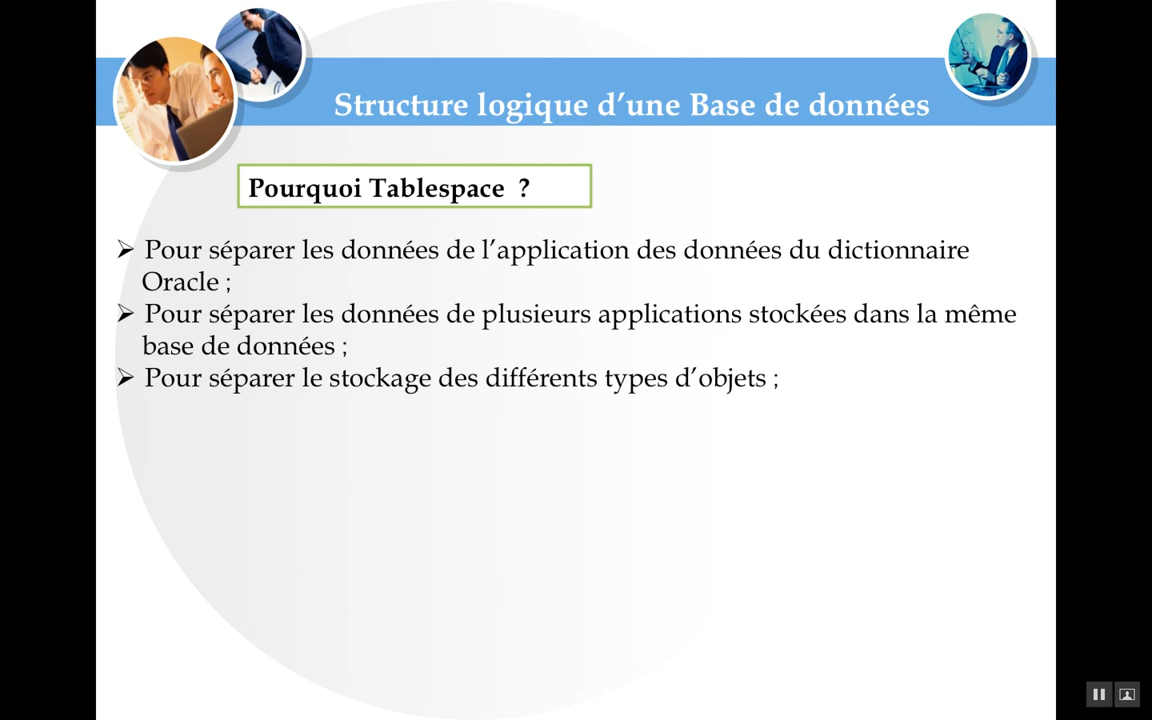 Structure logique d’une Base de données
Pourquoi Tablespace ?
➢ Pour séparer les données de l’application des données du dictionnaire
Oracle ;
➢ Pour séparer les données de plusieurs applications stockées dans la même
base de données ;
➢ Pour séparer le stockage des différents types d’objets ;